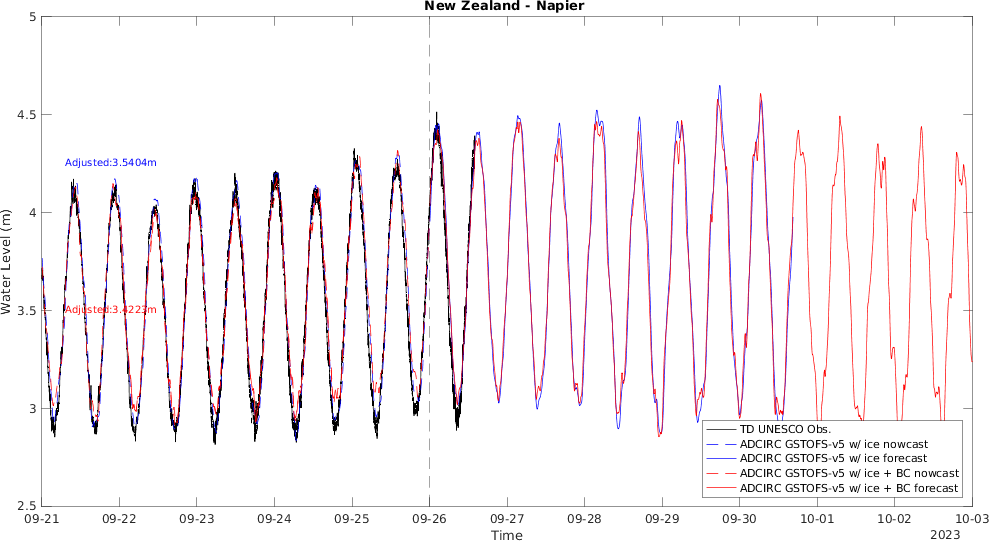 New Zealand - Napier
5
4.5
4
3.5
3
2.5
Water Level (m)
Adjusted:3.5404m
Adjusted:3.4223m
TD UNESCO Obs.
ADCIRC GSTOFS-v5 w/ ice nowcast
ADCIRC GSTOFS-v5 w/ ice forecast
ADCIRC GSTOFS-v5 w/ ice + BC nowcast
ADCIRC GSTOFS-v5 w/ ice + BC forecast
09-21 09-22 09-23 09-24 09-25 09-26 09-27 09-28 09-29 09-30 10-01 10-02 10-03
Time
2023